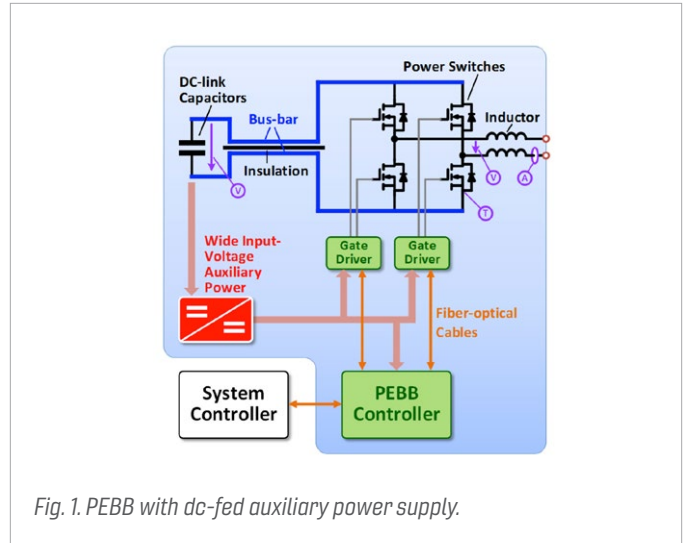 Power Switches
DC-link
Capacitors
Bus-bar
Inductor
Insulation
V
V
A
T
Wide Input-
Voltage
Auxiliary
Power
Gate
Driver
Gate
Driver
Fiber-optical
Cables
System
Controller
PEBB
Controller
Fig. 1. PEBB with dc-fed auxiliary power supply.